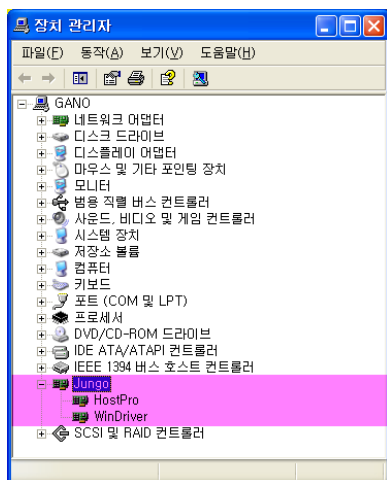 장치 관리자
파일(F) 동작(A) 보기(V) 도움말(H)
GANO
네트워크 어댑터
디스크 드라이브
디스플레이 어댑터
마우스 및 기타 포인팅 장치
모니터
범용 직렬 버스 컨트롤러
사운드, 비디오 및 게임 컨트롤러
시스템 장치
저장소 볼륨
컴퓨터
키보드
포트 (COM 및 LPT)
프로세서
DVD/CD-ROM 드라이브
IDE ATA/ATAPI 컨트롤러
IEEE 1394 버스 호스트 컨트롤러
Jungo
HostPro
WinDriver
SCSI 및 RAID 컨트롤러